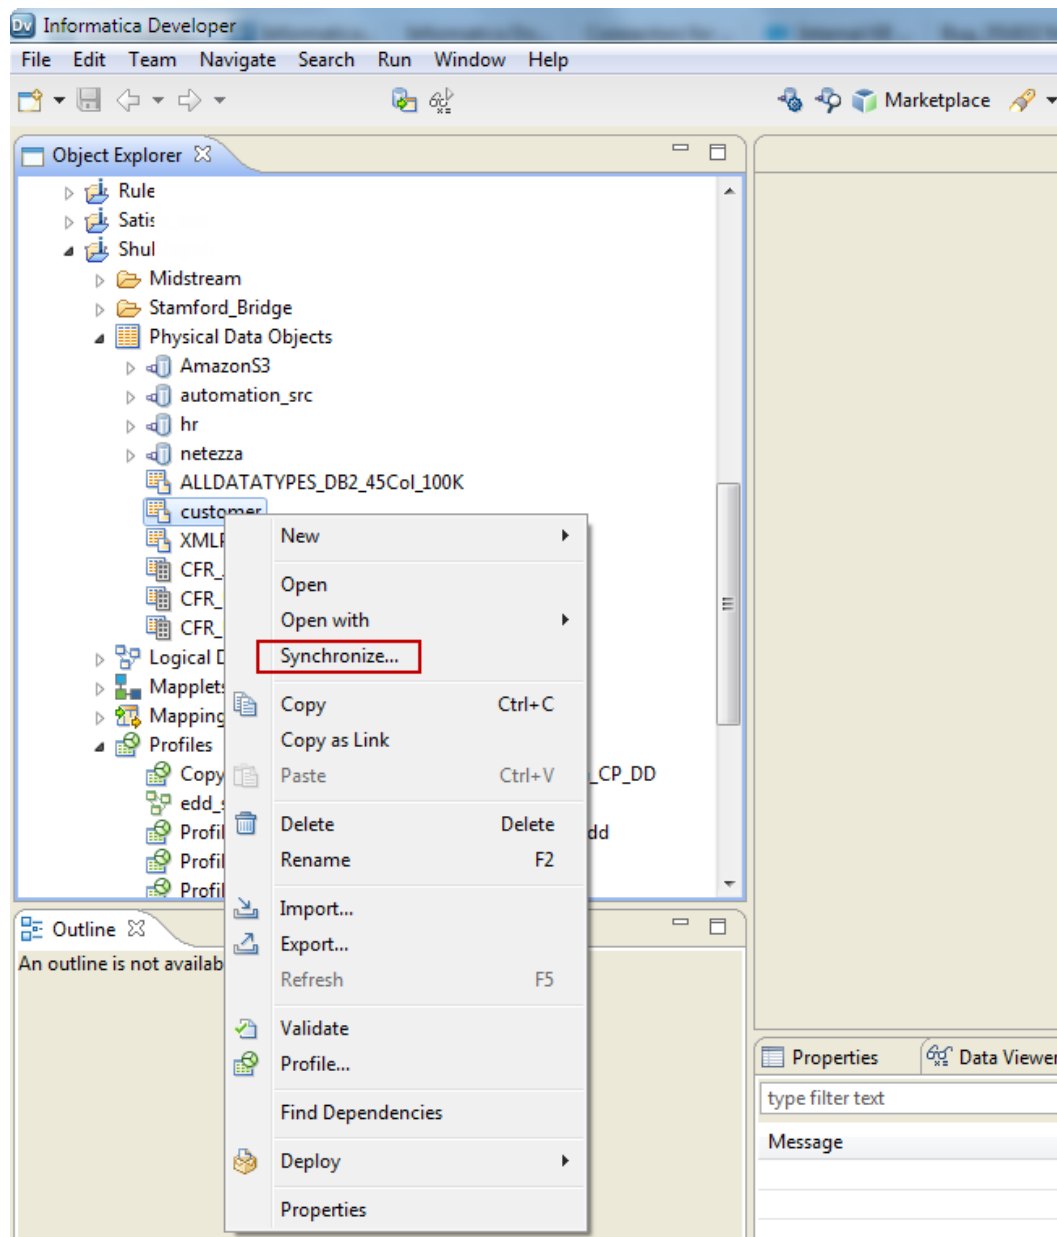 Informatica Developer
File Edit Team Navigate Search Run Window Help
Marketplace
Object Explorer
Rule
Satis
Shul
Midstream
Stamford_Bridge
Physical Data Objects
AmazonS3
automation_src
hr
netezza
ALLDATATYPES_DB2_45Col_100K
customer
XMLF
CFR_
CFR_
CFR_
Logical D
Mapplets
Mapping
Profiles
Copy _CP_DD
edd_s
Profil dd
Profil
Profil
New
Open
Open with
Synchronize...
Copy Ctrl+C
Copy as Link
Paste Ctrl+V
Delete Delete
Rename F2
Import...
Export...
Refresh F5
Validate
Profile...
Find Dependencies
Deploy
Properties
Outline
An outline is not availab
Properties Data Viewer
type filter text
Message